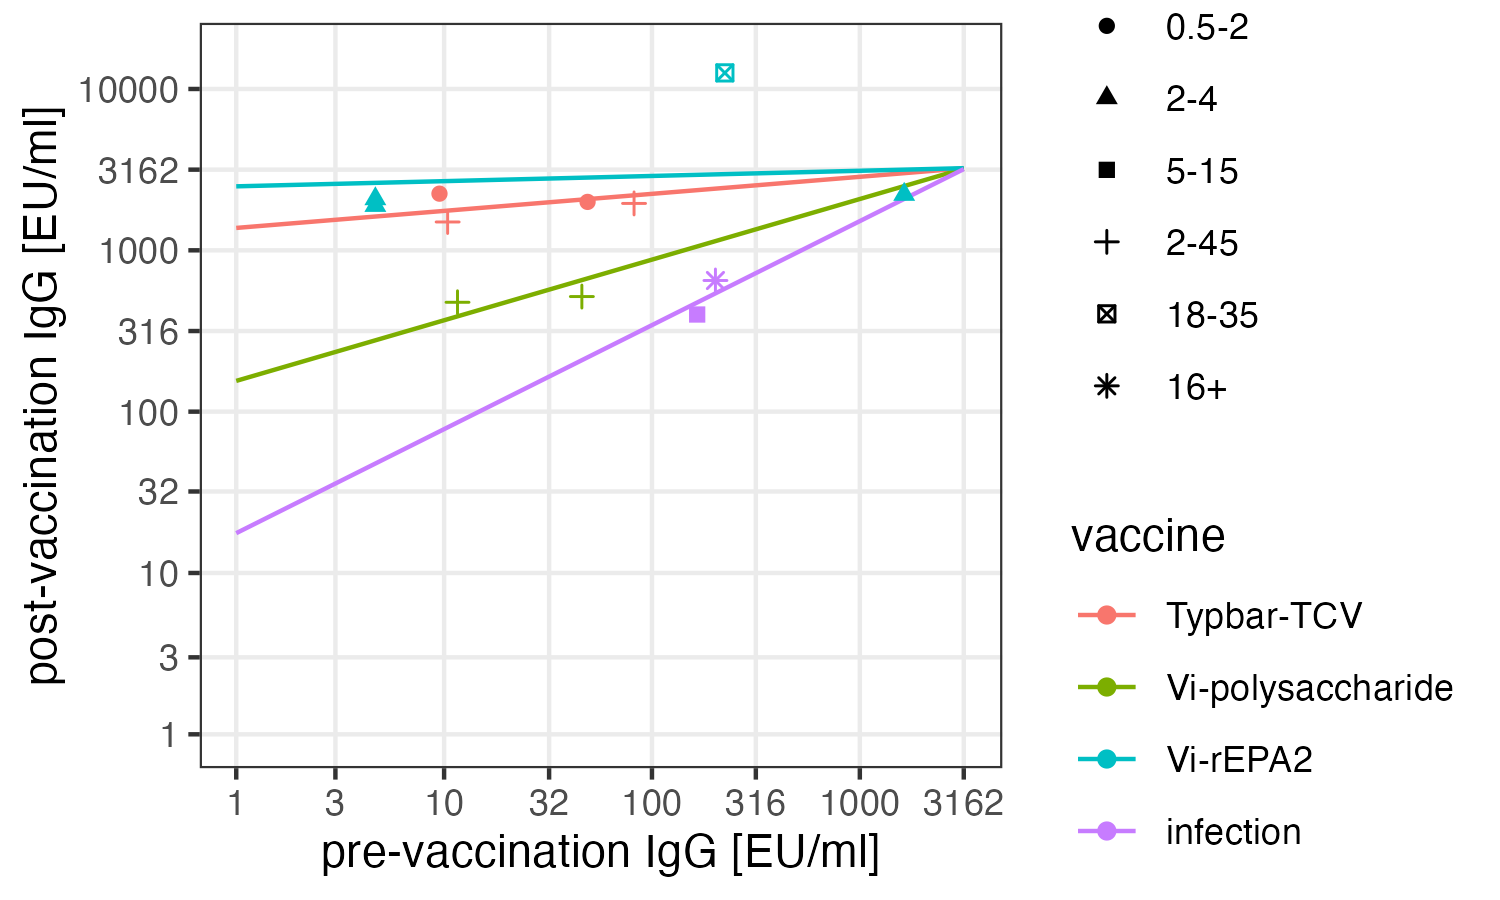 post-vaccination IgG [EU/ml]
10000
3162
1000
316
100
32
10
3
1
1 3 10 32 100 316 1000 3162
pre-vaccination IgG [EU/ml]
0.5-2
2-4
5-15
2-45
18-35
16+
vaccine
Typbar-TCV
Vi-polysaccharide
Vi-rEPA2
infection